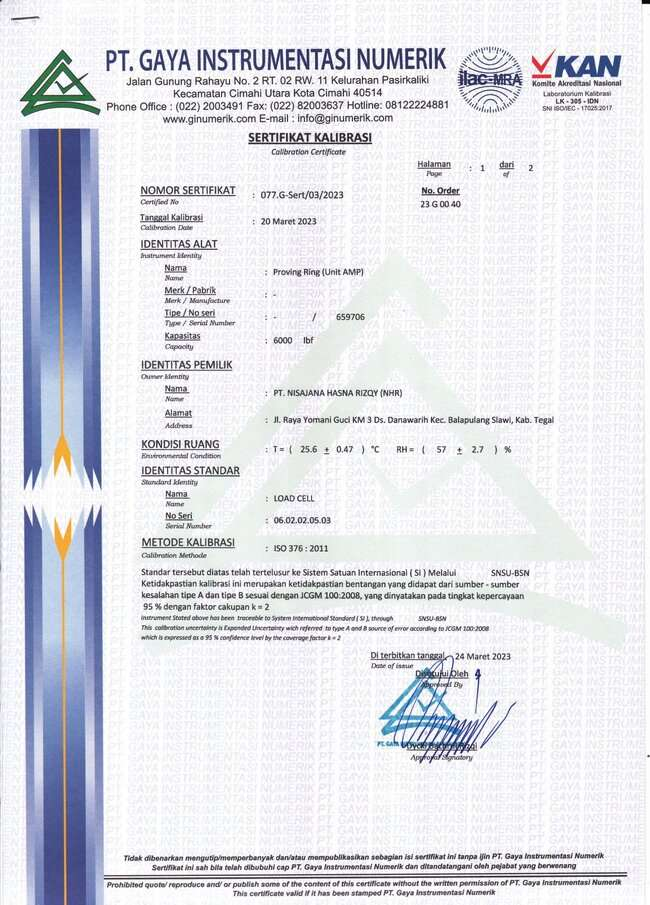 PT. GAYA INSTRUMENTASI NUMERIK
Jalan Gunung Rahayu No. 2 RT. 02 RW. 11 Kelurahan Pasirkaliki
Kecamatan Cimahi Utara Kota Cimahi 40514
Phone Office : (022) 2003491 Fax: (022) 82003637 Hotline: 08122224881
www.ginumerik.com E-mail : info@ginumerik.com
ilac-MRA
KAN
Komite Akreditasi Nasional
Laboratorium Kalibrasi
LK - 305 - IDN
SNI ISO/IEC - 17025:2017
SERTIFIKAT KALIBRASI
Calibration Certificate
Halaman : 1 dari 2
Page of
NOMOR SERTIFIKAT : 077.G-Sert/03/2023
Certified No
No. Order
23 G 00 40
Tanggal Kalibrasi : 20 Maret 2023
Calibration Date
IDENTITAS ALAT
Instrument Identity
Nama : Proving Ring (Unit AMP)
Name
Merk / Pabrik : -
Merk / Manufacture
Tipe / No seri : - / 659706
Type / Serial Number
Kapasitas : 6000 lbf
Capacity
IDENTITAS PEMILIK
Owner Identity
Nama : PT. NISAJANA HASNA RIZQY (NHR)
Name
Alamat : Jl. Raya Yomani Guci KM 3 Ds. Danawarih Kec. Balapulang Slawi, Kab. Tegal
Address
KONDISI RUANG : T = ( 25.6 ± 0.47 ) °C RH = ( 57 ± 2.7 ) %
Environmental Condition
IDENTITAS STANDAR
Standard Identity
Nama : LOAD CELL
Name
No Seri : 06.02.02.05.03
Serial Number
METODE KALIBRASI : ISO 376 : 2011
Calibration Methode
Standar tersebut diatas telah tertelusur ke Sistem Satuan Internasional ( SI ) Melalui SNSU-BSN
Ketidakpastian kalibrasi ini merupakan ketidakpastian bentangan yang didapat dari sumber - sumber
kesalahan tipe A dan tipe B sesuai dengan JCGM 100:2008, yang dinyatakan pada tingkat kepercayaan
95 % dengan faktor cakupan k = 2
Instrument Stated above has been traceable to System International Standard ( SI ), through SNSU-BSN
This calibration uncertainty is Expanded Uncertainty wich referred to type A and B source of error according to JCGM 100:2008
which is expressed as a 95 % confidence level by the coverage factor k = 2
Di terbitkan tanggal, 24 Maret 2023
Date of issue
Disetujui Oleh
Approved By
Approval Signatory
Tidak dibenarkan mengutip/memperbanyak dan/atau mempublikasikan sebagian isi sertifikat ini tanpa ijin PT. Gaya Instrumentasi Numerik
Sertifikat ini sah bila telah dibubuhi cap PT. Gaya Instrumentasi Numerik dan ditandatangani oleh pejabat yang berwenang
Prohibited quote/ reproduce and/ or publish some of the content of this certificate without the written permission of PT. Gaya Instrumentasi Numerik
This certificate valid if it has been stamped PT. Gaya Instrumentasi Numerik